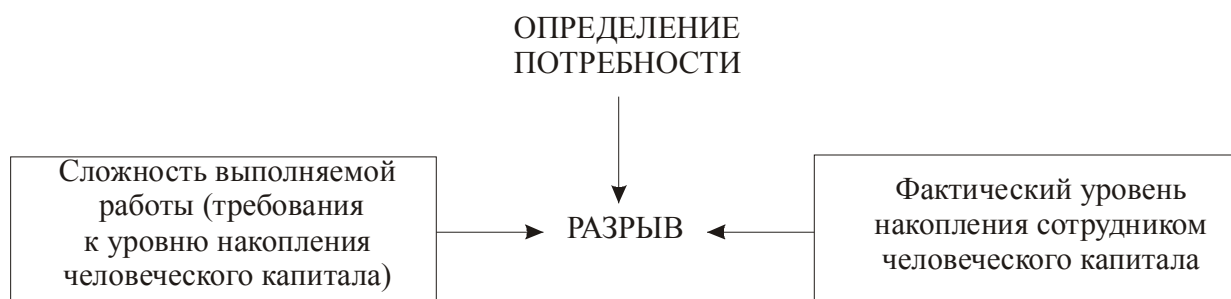 ОПРЕДЕЛЕНИЕ
ПОТРЕБНОСТИ
Сложность выполняемой
работы (требования
к уровню накопления
человеческого капитала)
РАЗРЫВ
Фактический уровень
накопления сотрудником
человеческого капитала